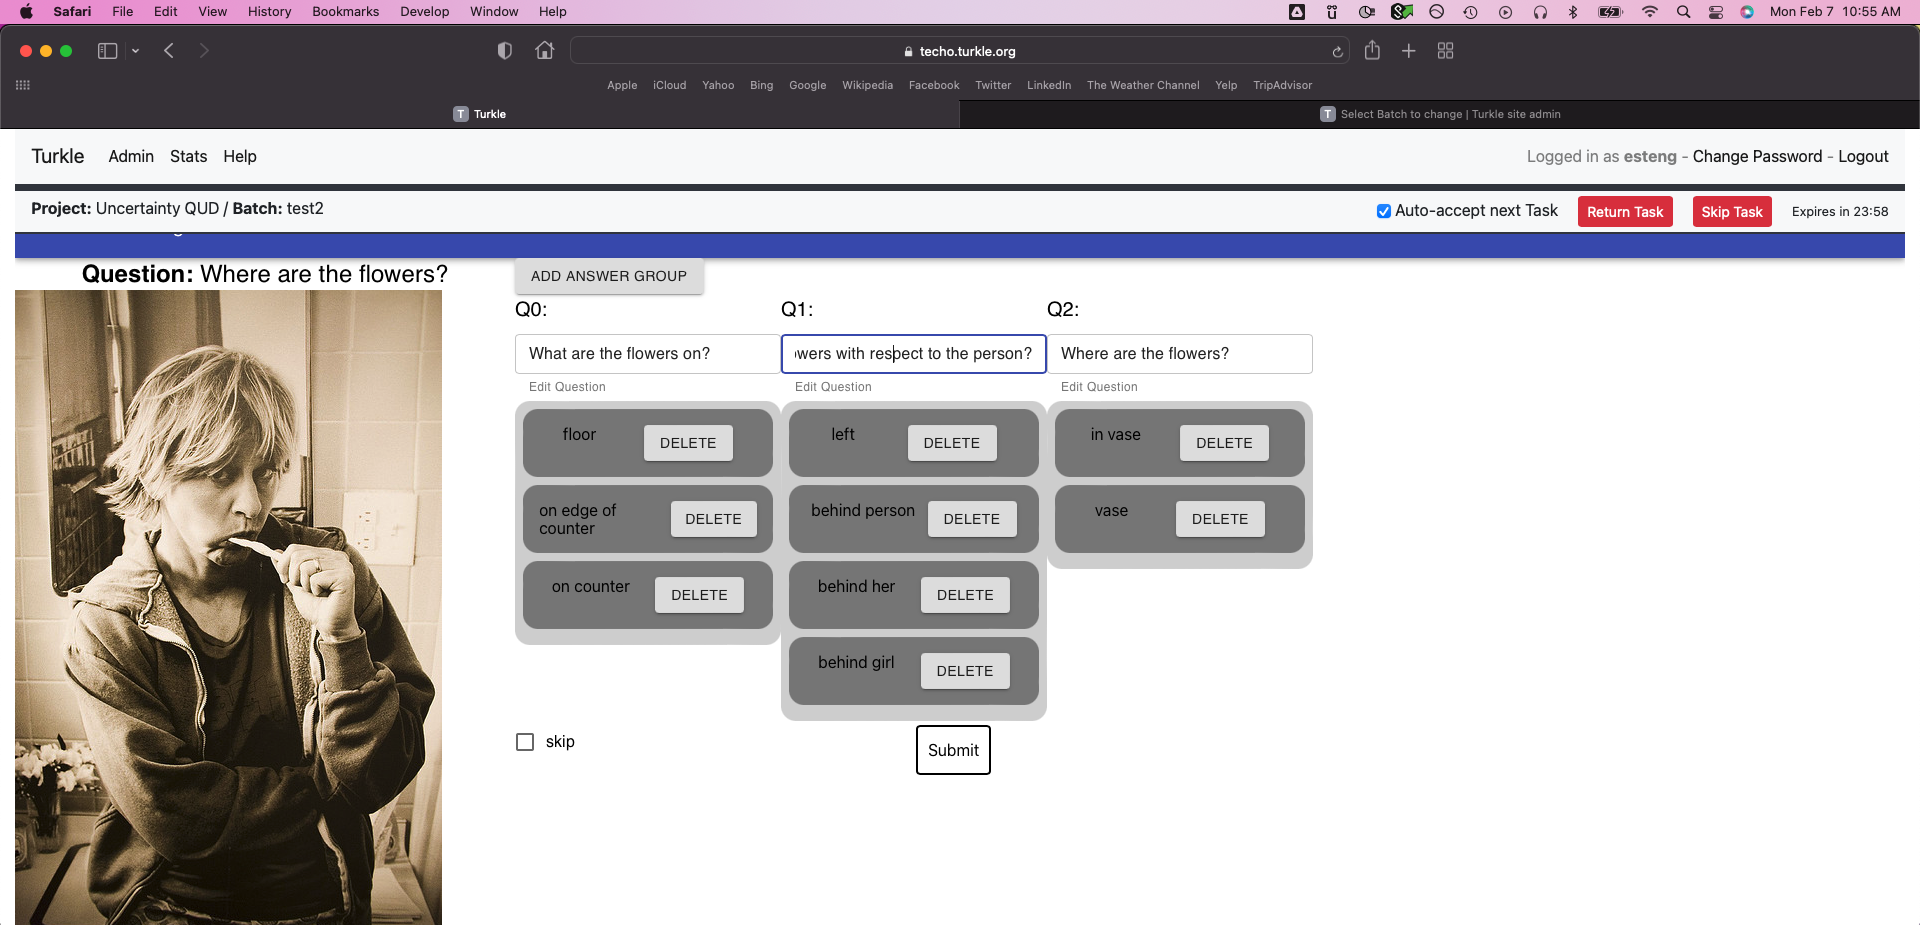 Safari File Edit View History Bookmarks Develop Window Help Mon Feb 7 10:55 AM
techo.turkle.org
Apple iCloud Yahoo Bing Google Wikipedia Facebook Twitter LinkedIn The Weather Channel Yelp TripAdvisor
T Turkle T Select Batch to change | Turkle site admin
Turkle Admin Stats Help Logged in as esteng - Change Password - Logout
Project: Uncertainty QUD / Batch: test2 Auto-accept next Task Return Task Skip Task Expires in 23:58
Question: Where are the flowers?
ADD ANSWER GROUP
Q0: Q1: Q2:
What are the flowers on? owers with respect to the person? Where are the flowers?
Edit Question Edit Question Edit Question
floor DELETE left DELETE in vase DELETE
on edge of counter DELETE behind person DELETE vase DELETE
on counter DELETE behind her DELETE
behind girl DELETE
skip Submit